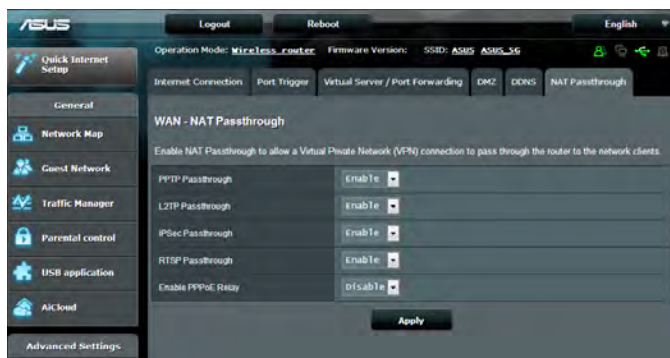 ASUS
Logout
Reboot
English
Operation Mode: Wireless router Firmware Version: SSID: ASUS ASUS_5G
Quick Internet Setup
General
Network Map
Guest Network
Traffic Manager
Parental control
USB application
AiCloud
Advanced Settings
Internet Connection
Port Trigger
Virtual Server / Port Forwarding
DMZ
DDNS
NAT Passthrough
WAN - NAT Passthrough
Enable NAT Passthrough to allow a Virtual Private Network (VPN) connection to pass through the router to the network clients.
PPTP Passthrough Enable
L2TP Passthrough Enable
IPSec Passthrough Enable
RTSP Passthrough Enable
Enable PPPoE Relay Disable
Apply